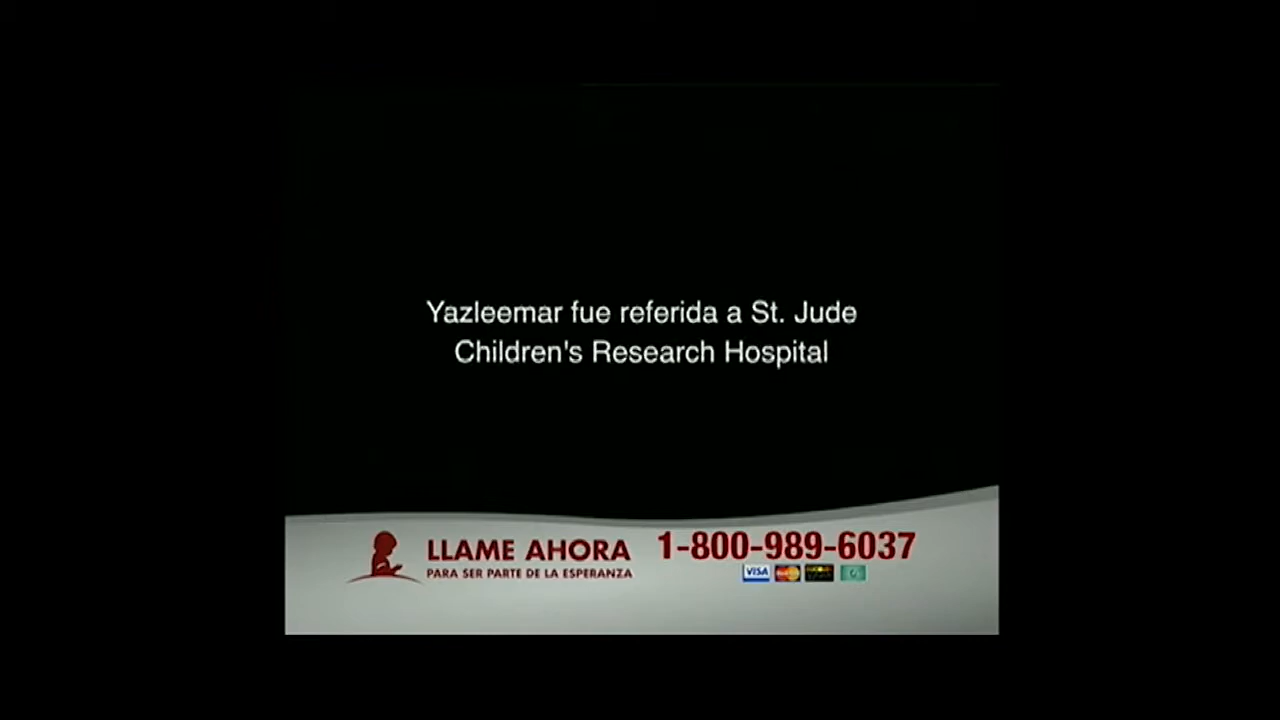 Yazleemar fue referida a St. Jude
Children's Research Hospital
LLAME AHORA
PARA SER PARTE DE LA ESPERANZA
1-800-989-6037
VISA